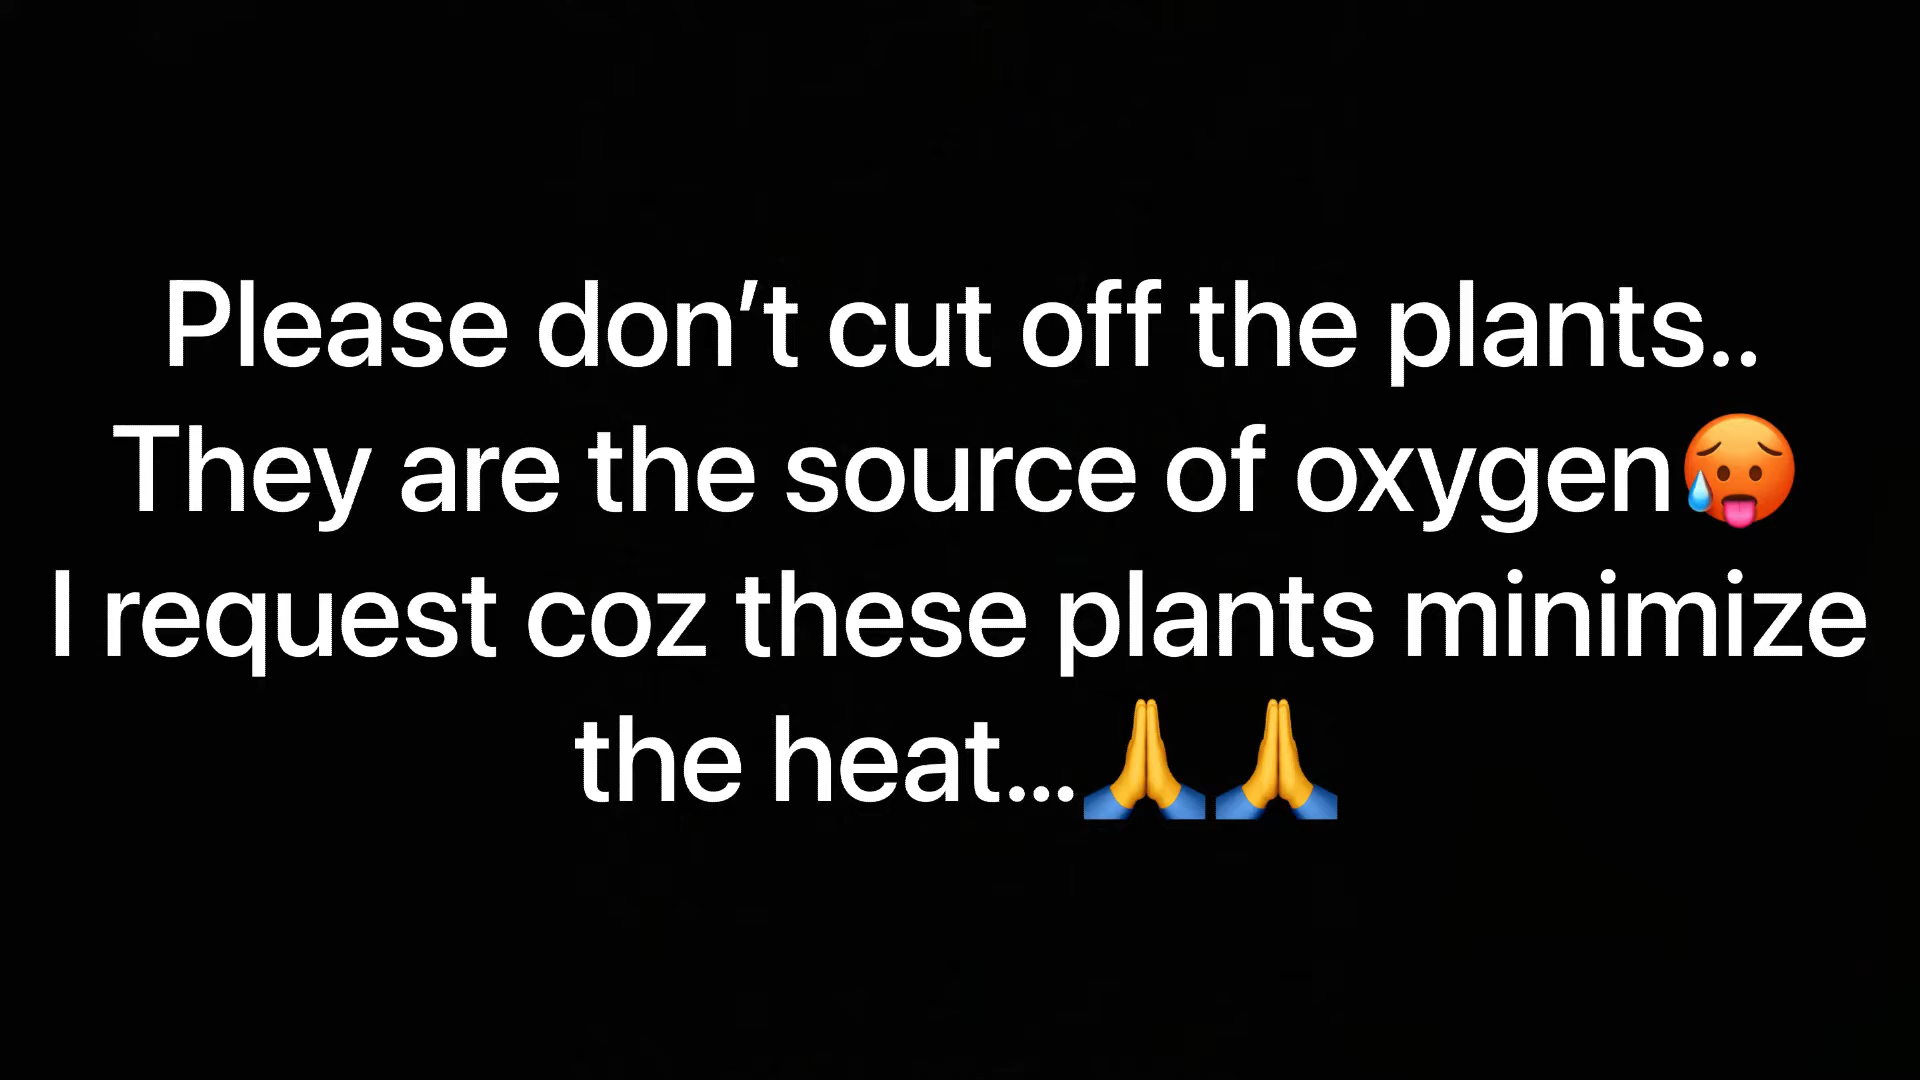 Please don’t cut off the plants..
They are the source of oxygen🥵
I request coz these plants minimize
the heat...🙏🙏